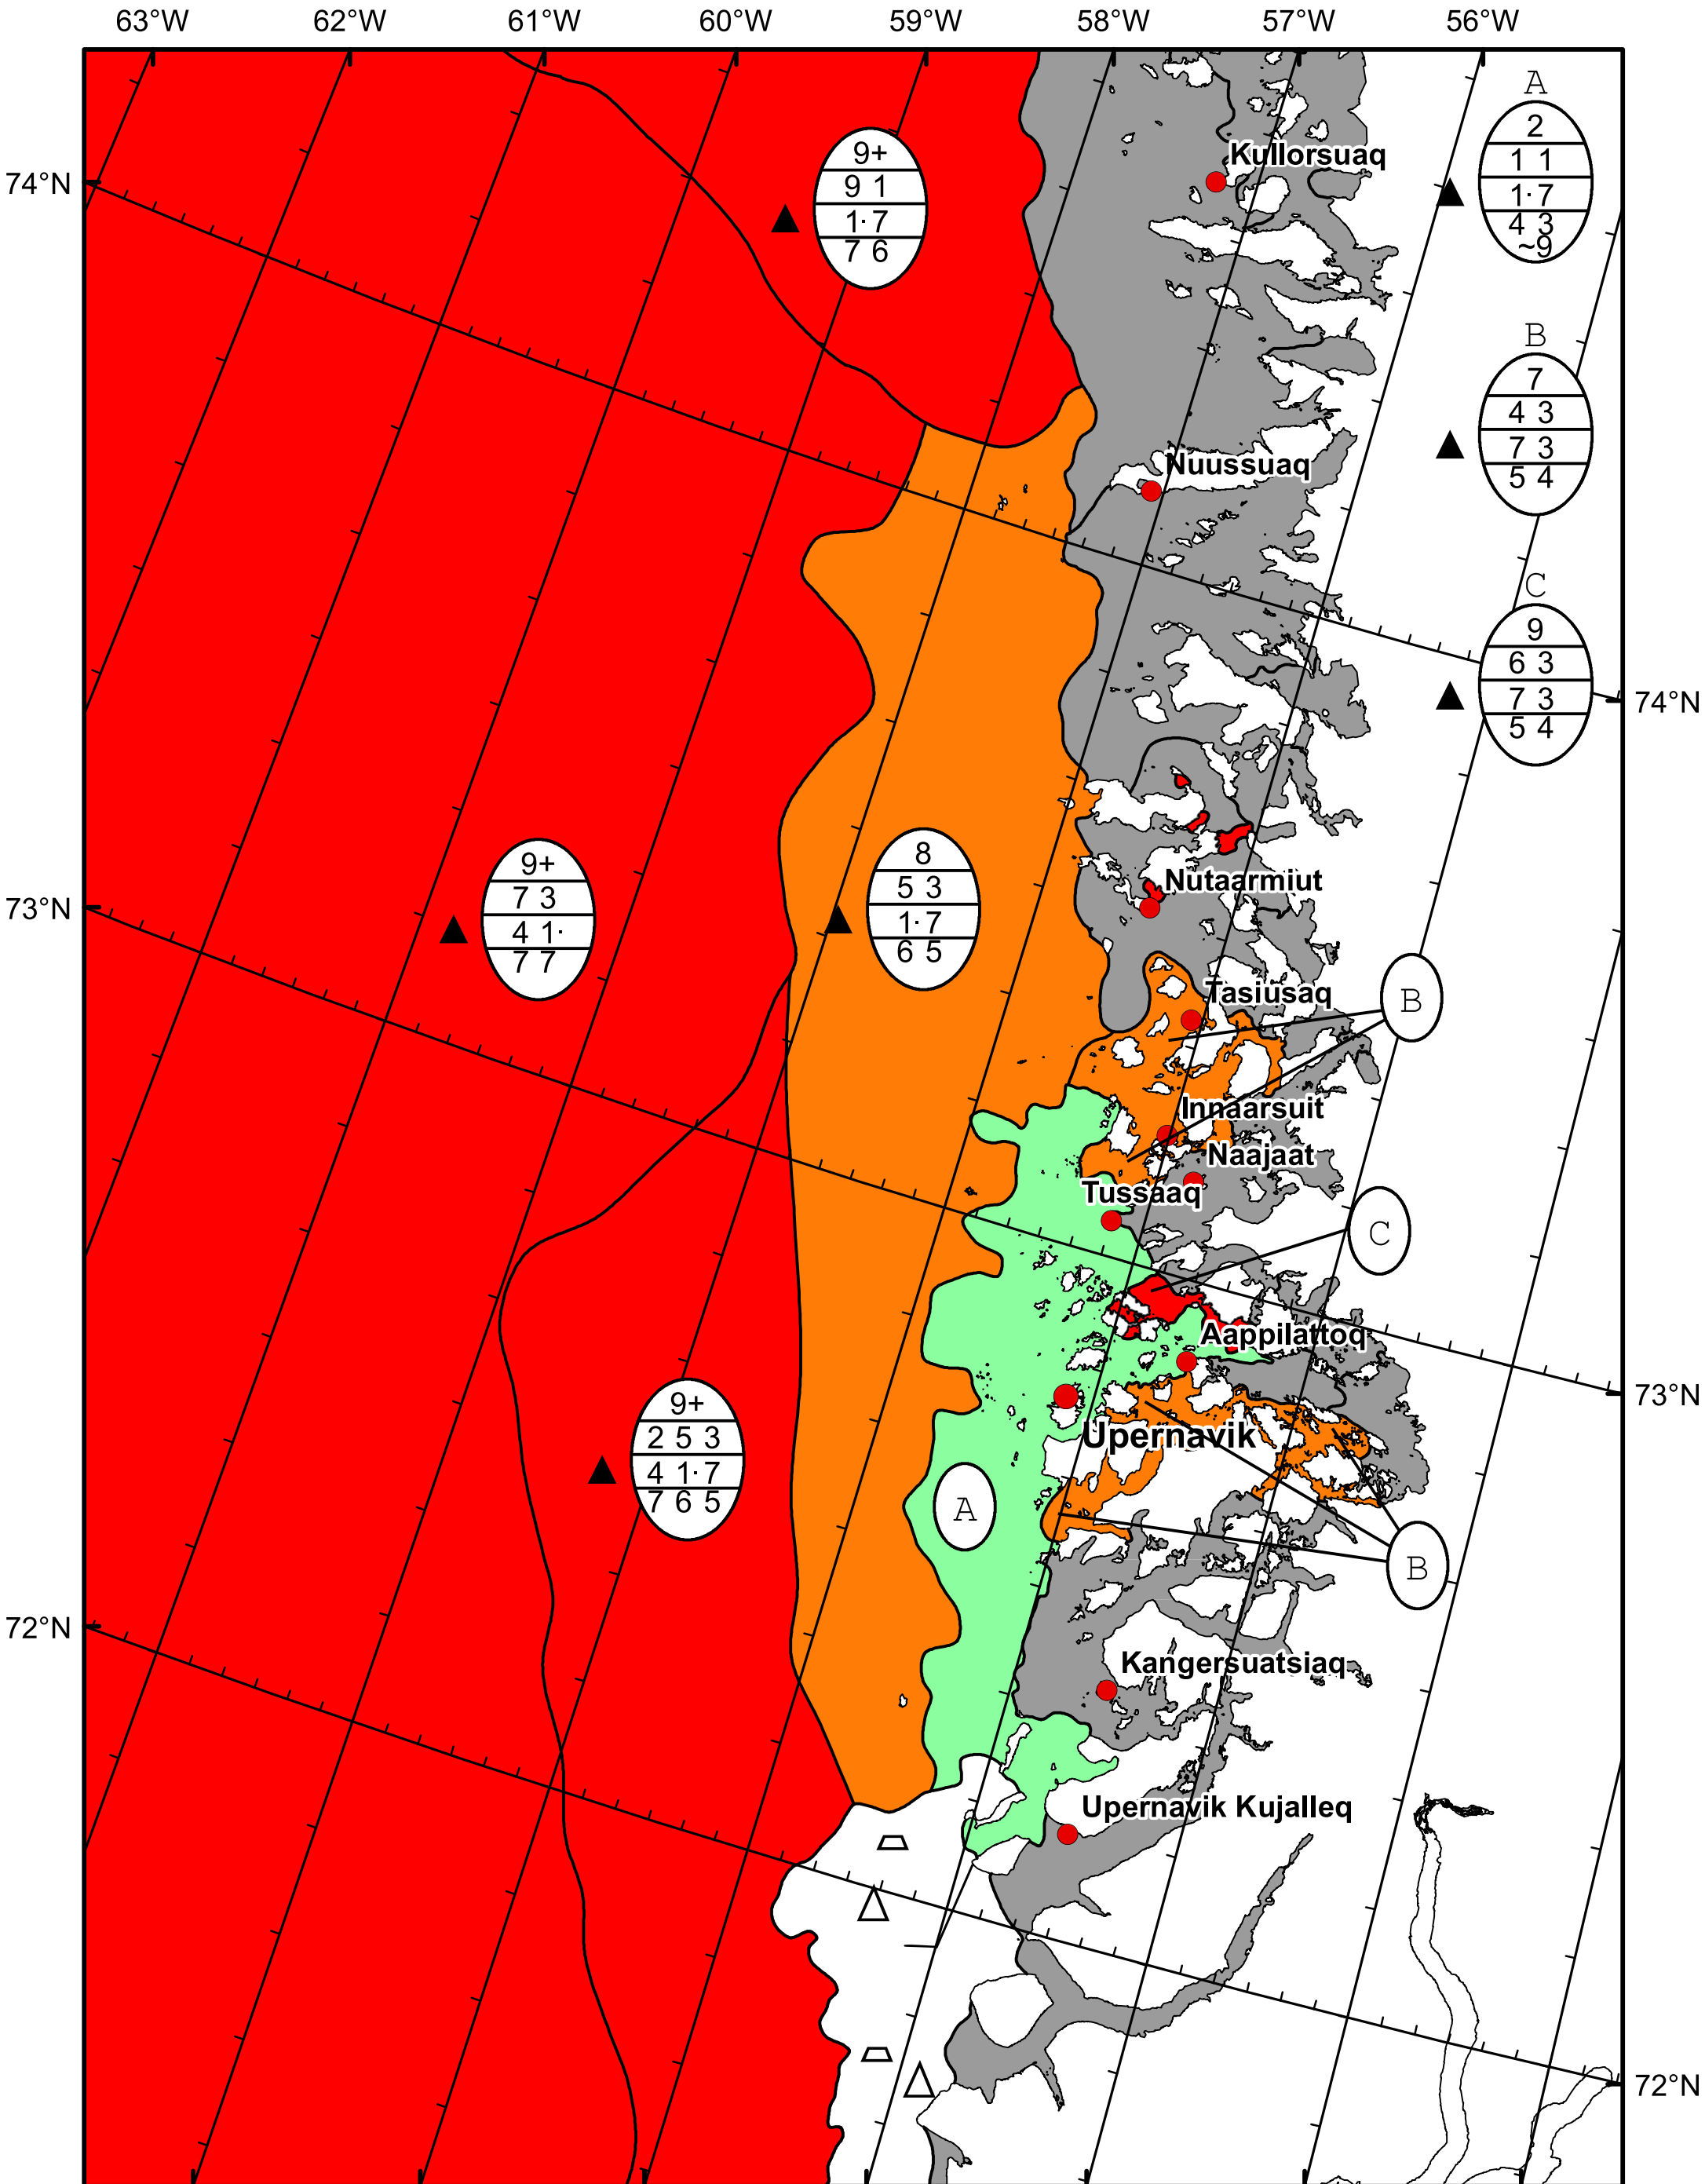 63°W 62°W 61°W 60°W 59°W 58°W 57°W 56°W
A
2
1 1
1· 7
4 3
~9
9+
9 1
1· 7
7 6
Kullorsuaq
74°N
B
7
4 3
7 3
5 4
Nuussuaq
C
9
6 3
7 3
5 4
74°N
9+
7 3
4 1·
7 7
8
5 3
1· 7
6 5
Nutaarmiut
73°N
Tasiusaq
B
Innaarsuit
Naajaat
Tussaaq
C
Aappilattoq
73°N
9+
2 5 3
4 1· 7
7 6 5
Upernavik
A
B
72°N
Kangersuatsiaq
Upernavik Kujalleq
72°N